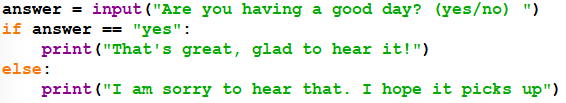 answer = input("Are you having a good day? (yes/no) ")
if answer == "yes":
    print("That's great, glad to hear it!")
else:
    print("I am sorry to hear that. I hope it picks up")